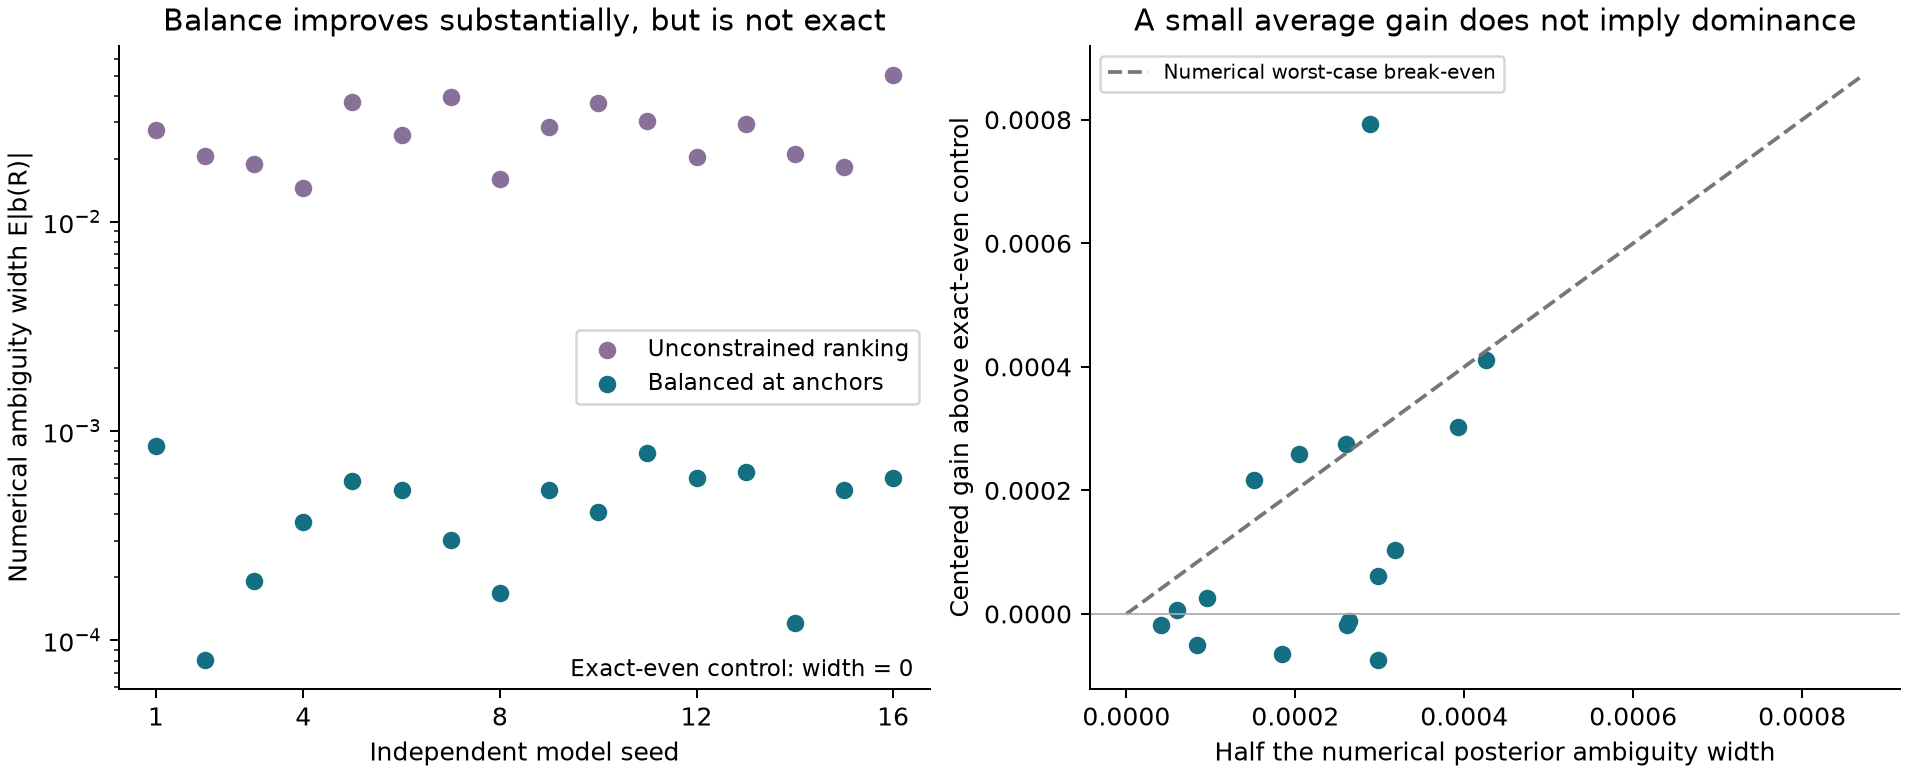 Balance improves substantially, but is not exact
Numerical ambiguity width E|b(R)|
10⁻²
10⁻³
10⁻⁴
Unconstrained ranking
Balanced at anchors
Exact-even control: width = 0
1 4 8 12 16
Independent model seed
A small average gain does not imply dominance
Numerical worst-case break-even
Centered gain above exact-even control
0.0008
0.0006
0.0004
0.0002
0.0000
0.0000 0.0002 0.0004 0.0006 0.0008
Half the numerical posterior ambiguity width